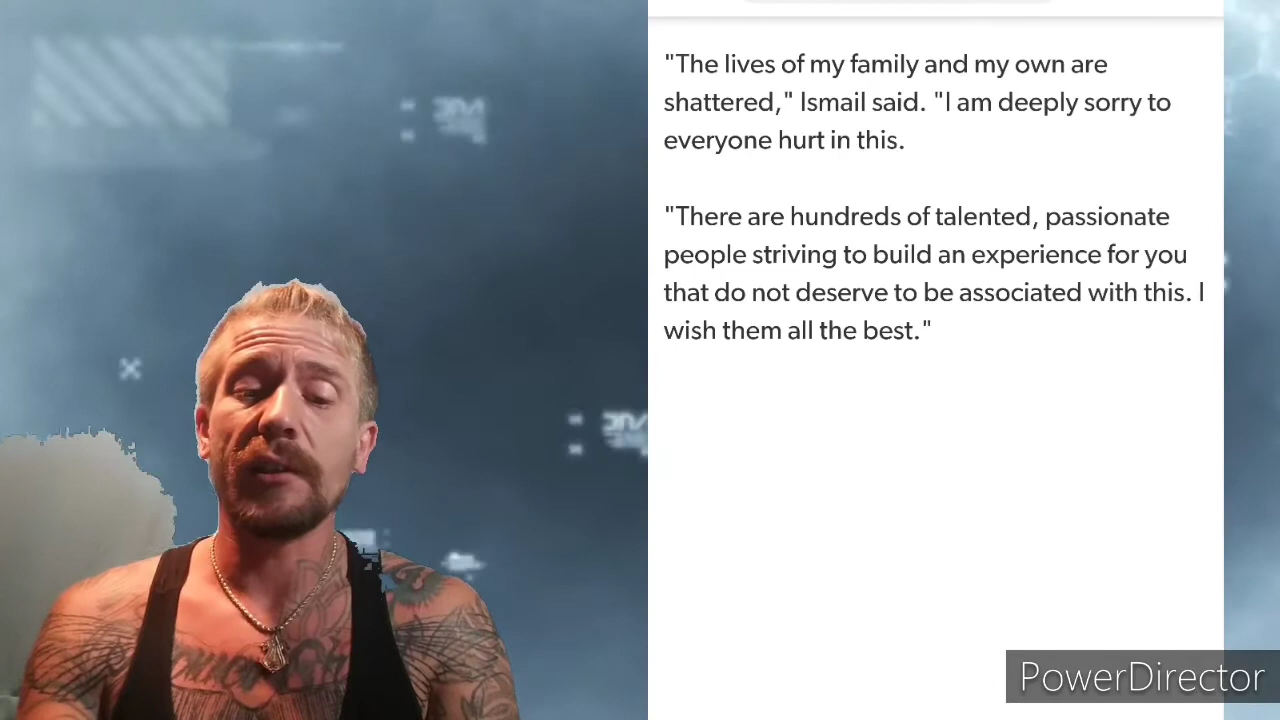 "The lives of my family and my own are
shattered," Ismail said. "I am deeply sorry to
everyone hurt in this.
"There are hundreds of talented, passionate
people striving to build an experience for you
that do not deserve to be associated with this. I
wish them all the best."
PowerDirector